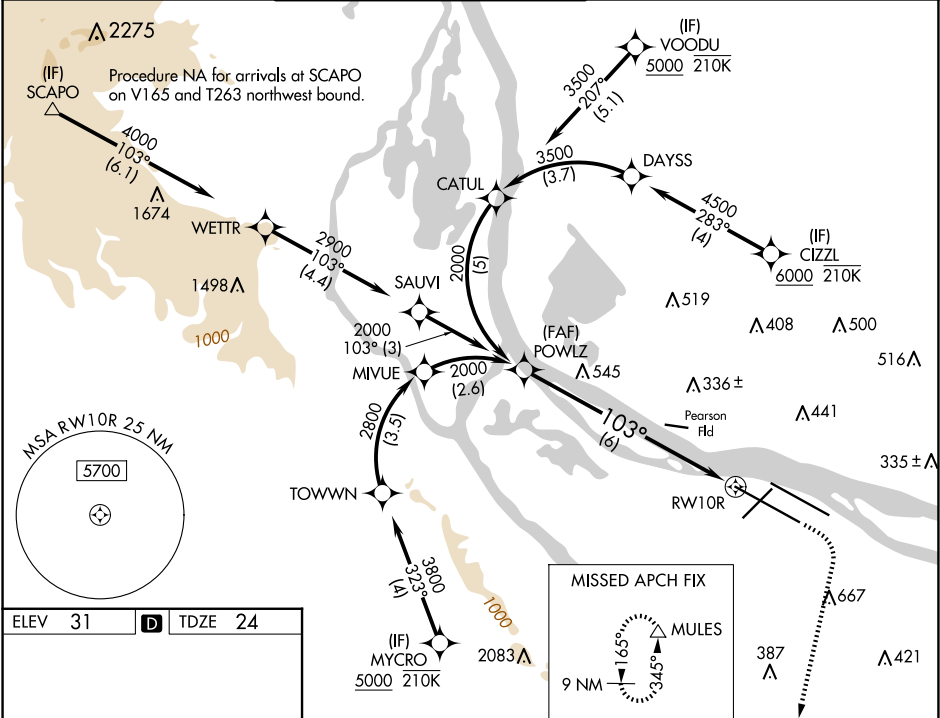 2275
(IF)
SCAPO
Procedure NA for arrivals at SCAPO
on V165 and T263 northwest bound.
(IF)
VOODU
5000 210K
3500
207°
(5.1)
4000
103°
(6.1)
1674
3500
(3.7)
DAYSS
CATUL
4500
283°
(4)
(IF)
CIZZL
6000 210K
WETTR
2900
103°
(4.4)
2000
(5)
1498
SAUVI
519
408
500
1000
2000
103° (3)
(FAF)
POWLZ
516
MIVUE
2000
(2.6)
545
336 ±
441
103°
(6)
Pearson
Fld
2800
(3.5)
335 ±
MSA RW10R 25 NM
5700
TOWWN
RW10R
3800
323°
(4)
1000
MISSED APCH FIX
MULES
165°
345°
9 NM
667
ELEV 31 D TDZE 24
(IF)
MYCRO
5000 210K
2083
387
421